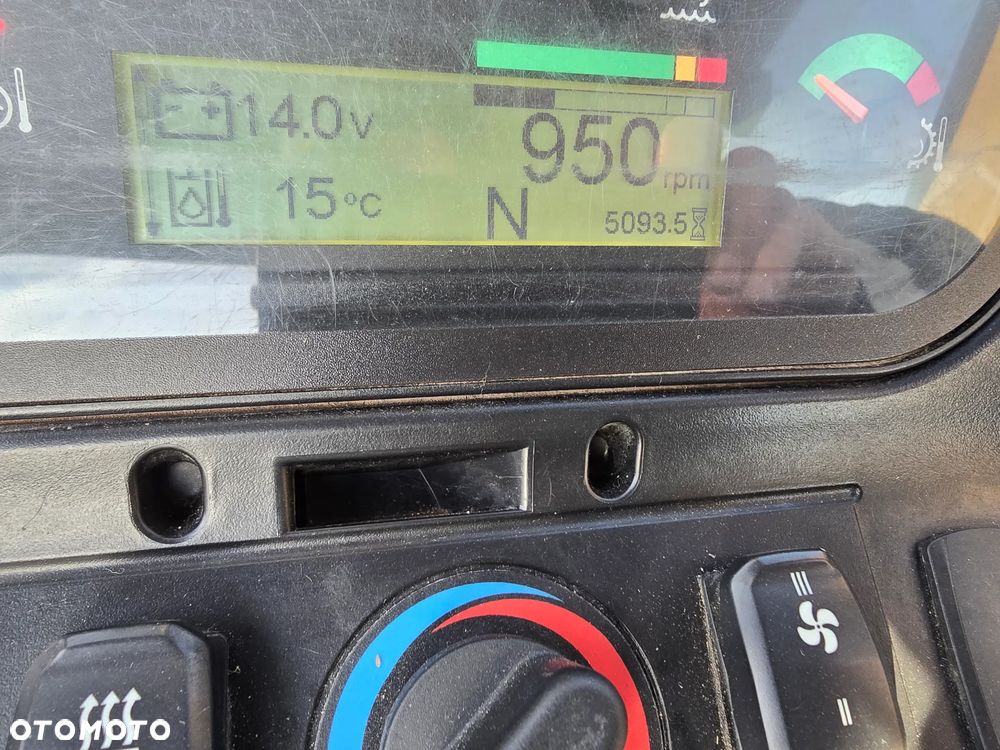 14.0v
950 rpm
15°C
N
5093.5
OTOMOTO